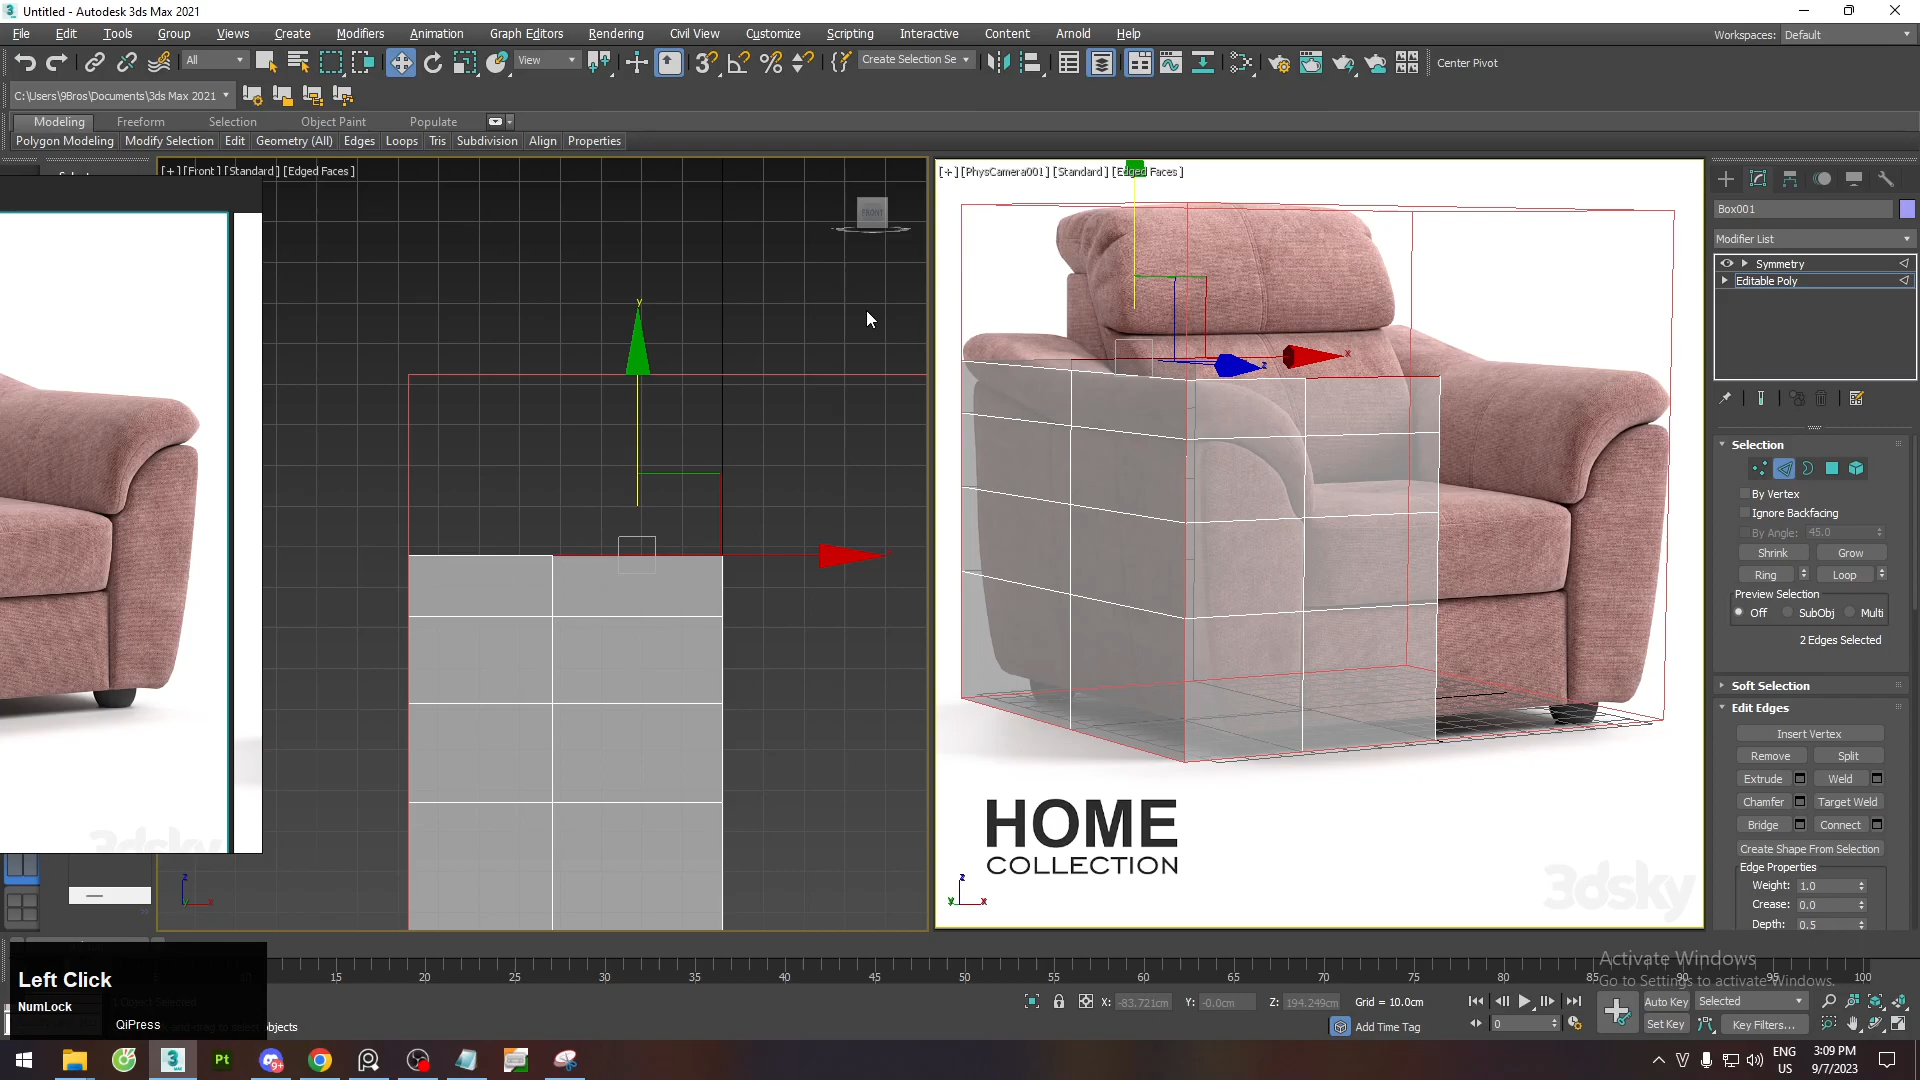 Untitled - Autodesk 3ds Max 2021
File Edit Tools Group Views Create Modifiers Animation Graph Editors Rendering Civil View Customize Scripting Interactive Content Arnold Help
Workspaces: Default
All View Create Selection Se Center Pivot
C:\Users\9Bros\Documents\3ds Max 2021
Modeling Freeform Selection Object Paint Populate
Polygon Modeling Modify Selection Edit Geometry (All) Edges Loops Tris Subdivision Align Properties
[+] [Front] [Standard] [Edged Faces]
[+] [PhysCamera001] [Standard] [Edged Faces]
FRONT
y
x
z
HOME
COLLECTION
3dsky
3dsky
Box001
Modifier List
Symmetry
Editable Poly
Selection
By Vertex
Ignore Backfacing
By Angle: 45.0
Shrink Grow
Ring Loop
Preview Selection
Off SubObj Multi
2 Edges Selected
Soft Selection
Edit Edges
Insert Vertex
Remove Split
Extrude Weld
Chamfer Target Weld
Bridge Connect
Create Shape From Selection
Edge Properties
Weight: 1.0
Crease: 0.0
Depth: 0.5
15 20 25 30 35 40 45 50 55 60 65 70 75 80 85 90 95 100
Activate Windows
Go to Settings to activate Windows.
Left Click
NumLock
QiPress
bjects
X: -83.721cm Y: -0.0cm Z: 194.249cm Grid = 10.0cm
Add Time Tag
0
Auto Key Selected
Set Key Key Filters...
Pt
9+
ENG
US
3:09 PM
9/7/2023